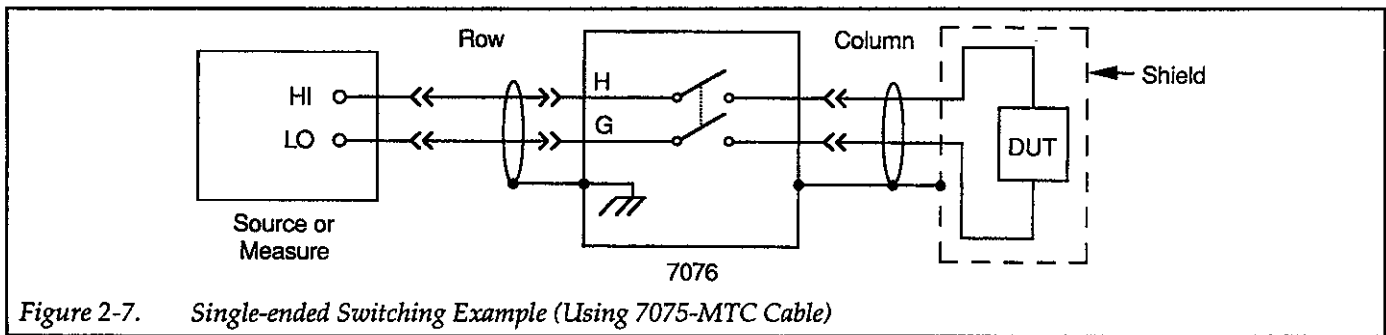 Row
Column
Shield
HI
H
LO
G
DUT
Source or
Measure
7076
Figure 2-7. Single-ended Switching Example (Using 7075-MTC Cable)